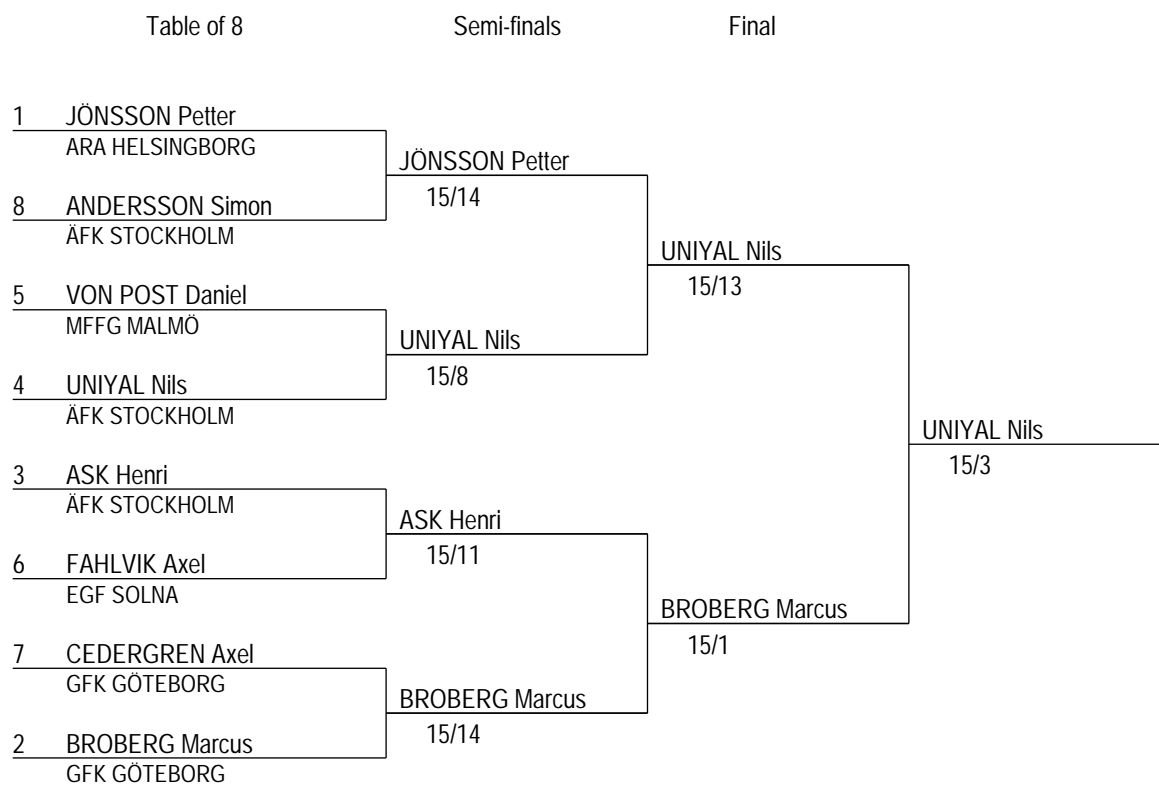 Table of 8 Semi-finals Final
1 JÖNSSON Petter
ARA HELSINGBORG
JÖNSSON Petter
15/14
8 ANDERSSON Simon
ÄFK STOCKHOLM
UNIYAL Nils
15/13
5 VON POST Daniel
MFFG MALMÖ
UNIYAL Nils
15/8
4 UNIYAL Nils
ÄFK STOCKHOLM
UNIYAL Nils
15/3
3 ASK Henri
ÄFK STOCKHOLM
ASK Henri
15/11
6 FAHLVIK Axel
EGF SOLNA
BROBERG Marcus
15/1
7 CEDERGREN Axel
GFK GÖTEBORG
BROBERG Marcus
15/14
2 BROBERG Marcus
GFK GÖTEBORG